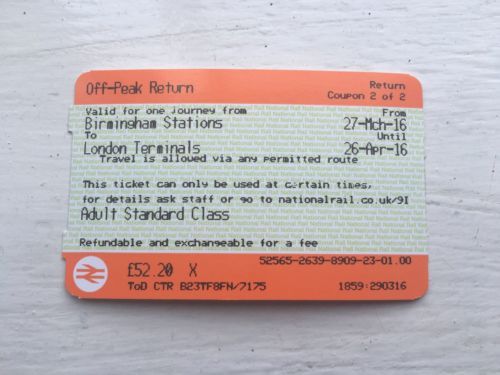 Off-Peak Return
Return
Coupon 2 of 2
Valid for one journey from
From
Birmingham Stations
27-Mch-16
To
Until
London Terminals
26-Apr-16
Travel is allowed via any permitted route
This ticket can only be used at certain times,
for details ask staff or go to nationalrail.co.uk/9I
Adult Standard Class
Refundable and exchangeable for a fee
52565-2639-8909-23-01.00
£52.20 X
ToD CTR B23TF8FN/7175
1859:290316